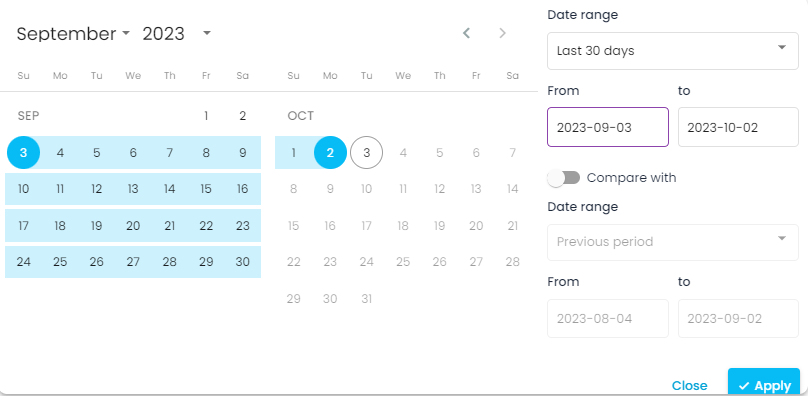 September 2023
Su Mo Tu We Th Fr Sa
SEP 1 2
3 4 5 6 7 8 9
10 11 12 13 14 15 16
17 18 19 20 21 22 23
24 25 26 27 28 29 30
Su Mo Tu We Th Fr Sa
OCT
1 2 3 4 5 6 7
8 9 10 11 12 13 14
15 16 17 18 19 20 21
22 23 24 25 26 27 28
29 30 31
Date range
Last 30 days
From to
2023-09-03 2023-10-02
Compare with
Date range
Previous period
From to
2023-08-04 2023-09-02
Close Apply